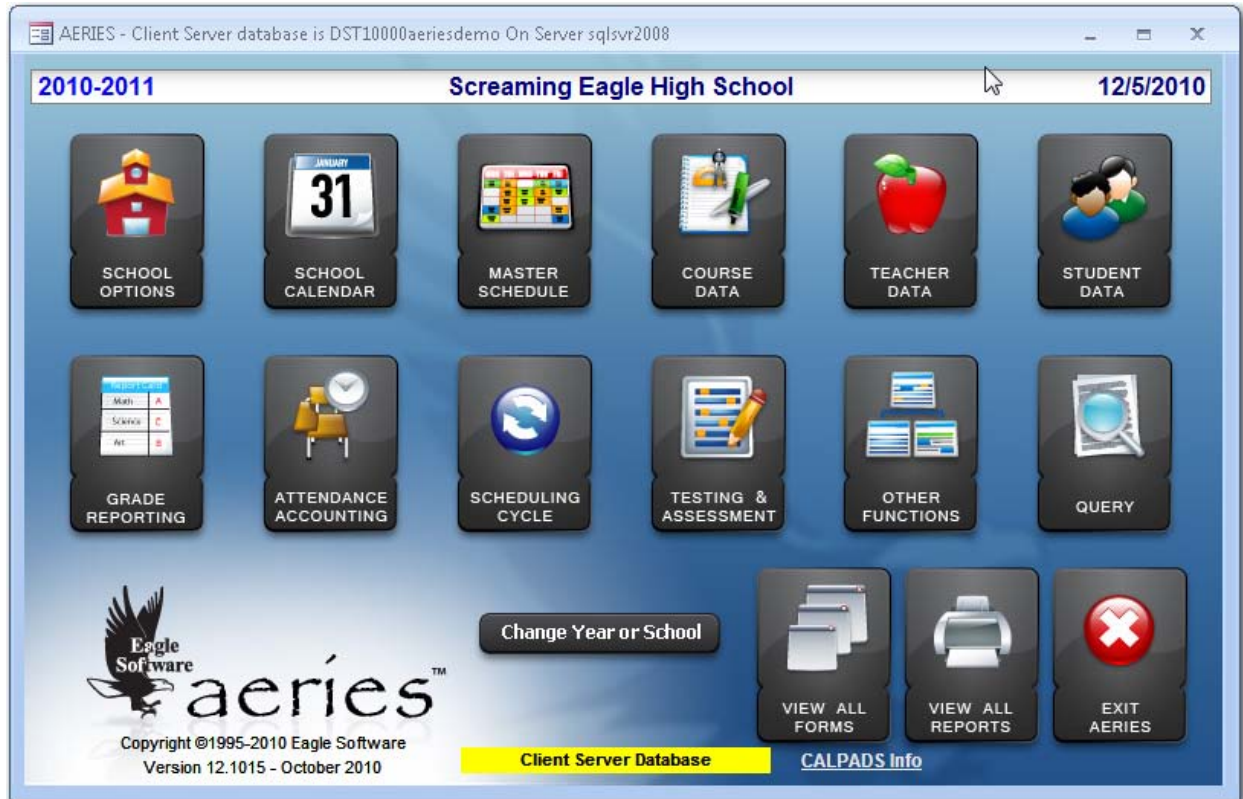 AERIES - Client Server database is DST10000aeriesdemo On Server sqlsvr2008
2010-2011 Screaming Eagle High School 12/5/2010
JANUARY
31
SCHOOL
OPTIONS
SCHOOL
CALENDAR
MASTER
SCHEDULE
COURSE
DATA
TEACHER
DATA
STUDENT
DATA
Report Card
Math A
Science C
Art B
GRADE
REPORTING
ATTENDANCE
ACCOUNTING
SCHEDULING
CYCLE
TESTING &
ASSESSMENT
OTHER
FUNCTIONS
QUERY
Eagle
Software
aeries™
Copyright ©1995-2010 Eagle Software
Version 12.1015 - October 2010
Change Year or School
Client Server Database
VIEW ALL
FORMS
VIEW ALL
REPORTS
EXIT
AERIES
CALPADS Info